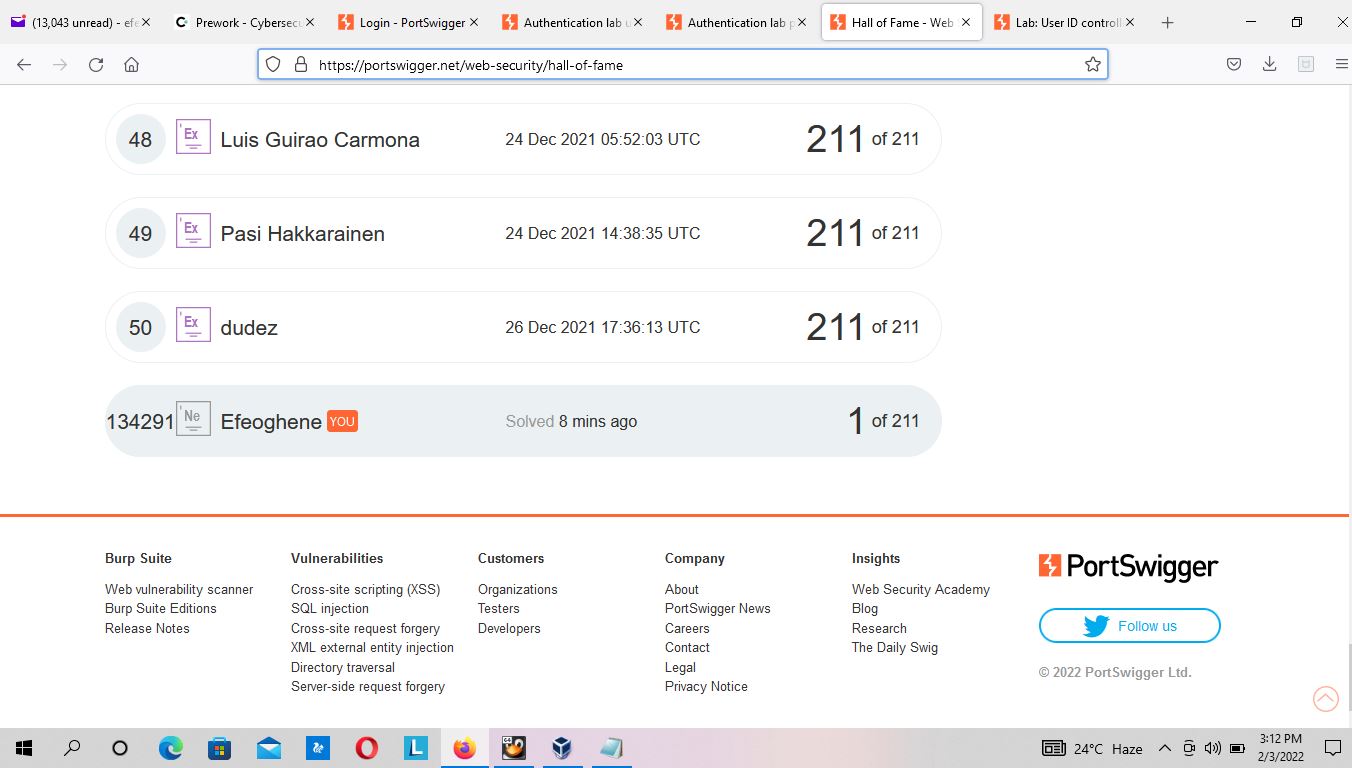 (13,043 unread) - efe
Prework - Cybersecu
Login - PortSwigger
Authentication lab u
Authentication lab p
Hall of Fame - Web
Lab: User ID controll
https://portswigger.net/web-security/hall-of-fame
48 Ex Luis Guirao Carmona 24 Dec 2021 05:52:03 UTC 211 of 211
49 Ex Pasi Hakkarainen 24 Dec 2021 14:38:35 UTC 211 of 211
50 Ex dudez 26 Dec 2021 17:36:13 UTC 211 of 211
134291 Ne Efeoghene YOU Solved 8 mins ago 1 of 211
Burp Suite
Web vulnerability scanner
Burp Suite Editions
Release Notes
Vulnerabilities
Cross-site scripting (XSS)
SQL injection
Cross-site request forgery
XML external entity injection
Directory traversal
Server-side request forgery
Customers
Organizations
Testers
Developers
Company
About
PortSwigger News
Careers
Contact
Legal
Privacy Notice
Insights
Web Security Academy
Blog
Research
The Daily Swig
PortSwigger
Follow us
© 2022 PortSwigger Ltd.
L
64
24°C Haze
3:12 PM
2/3/2022